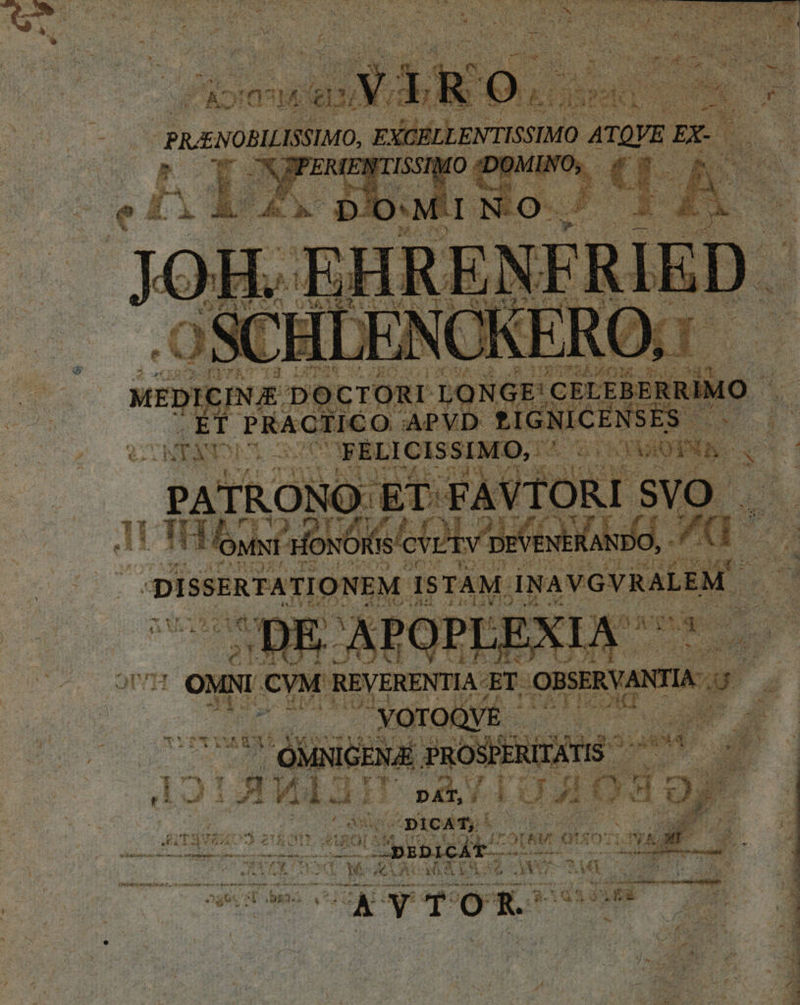 VIRO
PRÆNOBILISSIMO, EXCELLENTISSIMO ATQVE EX-
PERIENTISSIMO DOMINO,
DOMINO
JOH. EHRENFRIED
SCHLENCKERO,
MEDICINÆ DOCTORI LONGE CELEBERRIMO
ET PRACTICO APVD LIGNICENSES
FELICISSIMO,
PATRONO ET FAVTORI SVO
OMNI HONORIS CVLTV DEVENERANDO,
DISSERTATIONEM ISTAM INAVGVRALEM
DE APOPLEXIA
OMNI CVM REVERENTIA ET OBSERVANTIA
VOTOQVE
OMNIGENÆ PROSPERITATIS
DAT,
DICAT,
DEDICAT
AVTOR.